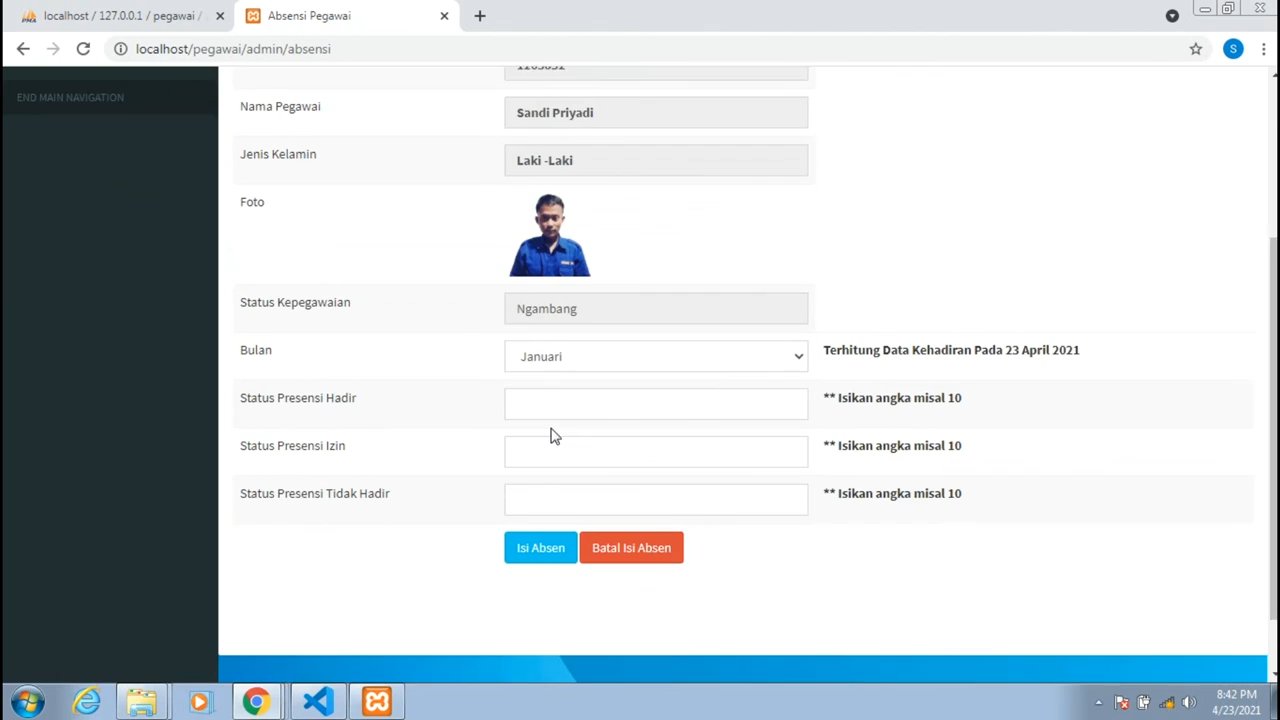 localhost / 127.0.0.1 / pegawai /
Absensi Pegawai
localhost/pegawai/admin/absensi
S
END MAIN NAVIGATION
Nama Pegawai
Sandi Priyadi
Jenis Kelamin
Laki -Laki
Foto
Status Kepegawaian
Ngambang
Bulan
Januari
Terhitung Data Kehadiran Pada 23 April 2021
Status Presensi Hadir
** Isikan angka misal 10
Status Presensi Izin
** Isikan angka misal 10
Status Presensi Tidak Hadir
** Isikan angka misal 10
Isi Absen
Batal Isi Absen
8:42 PM
4/23/2021